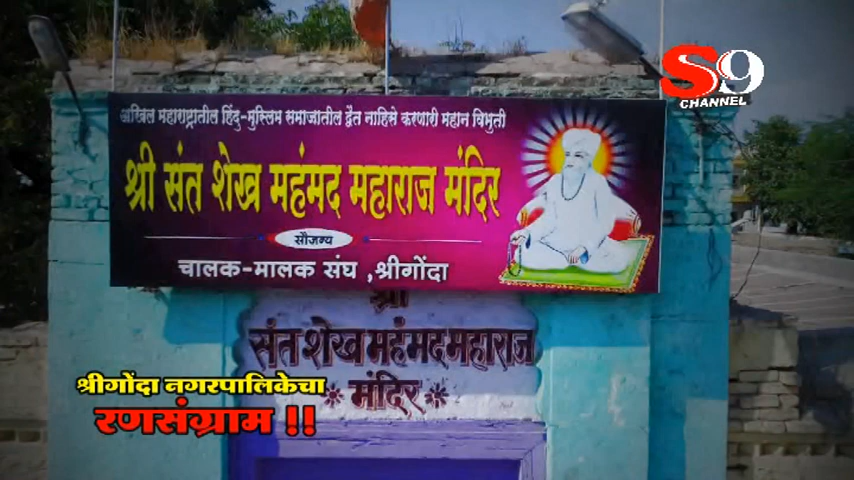 S9
CHANNEL
अखिल महाराष्ट्रातील हिंदु-मुस्लिम समाजातील द्वैत नाहिसे करणारी महान विभुती
श्री संत शेख महंमद महाराज मंदिर
सौजन्य
चालक-मालक संघ ,श्रीगोंदा
श्री
संत शेख महंमद महाराज
मंदिर
श्रीगोंदा नगरपालिकेचा
रणसंग्राम !!